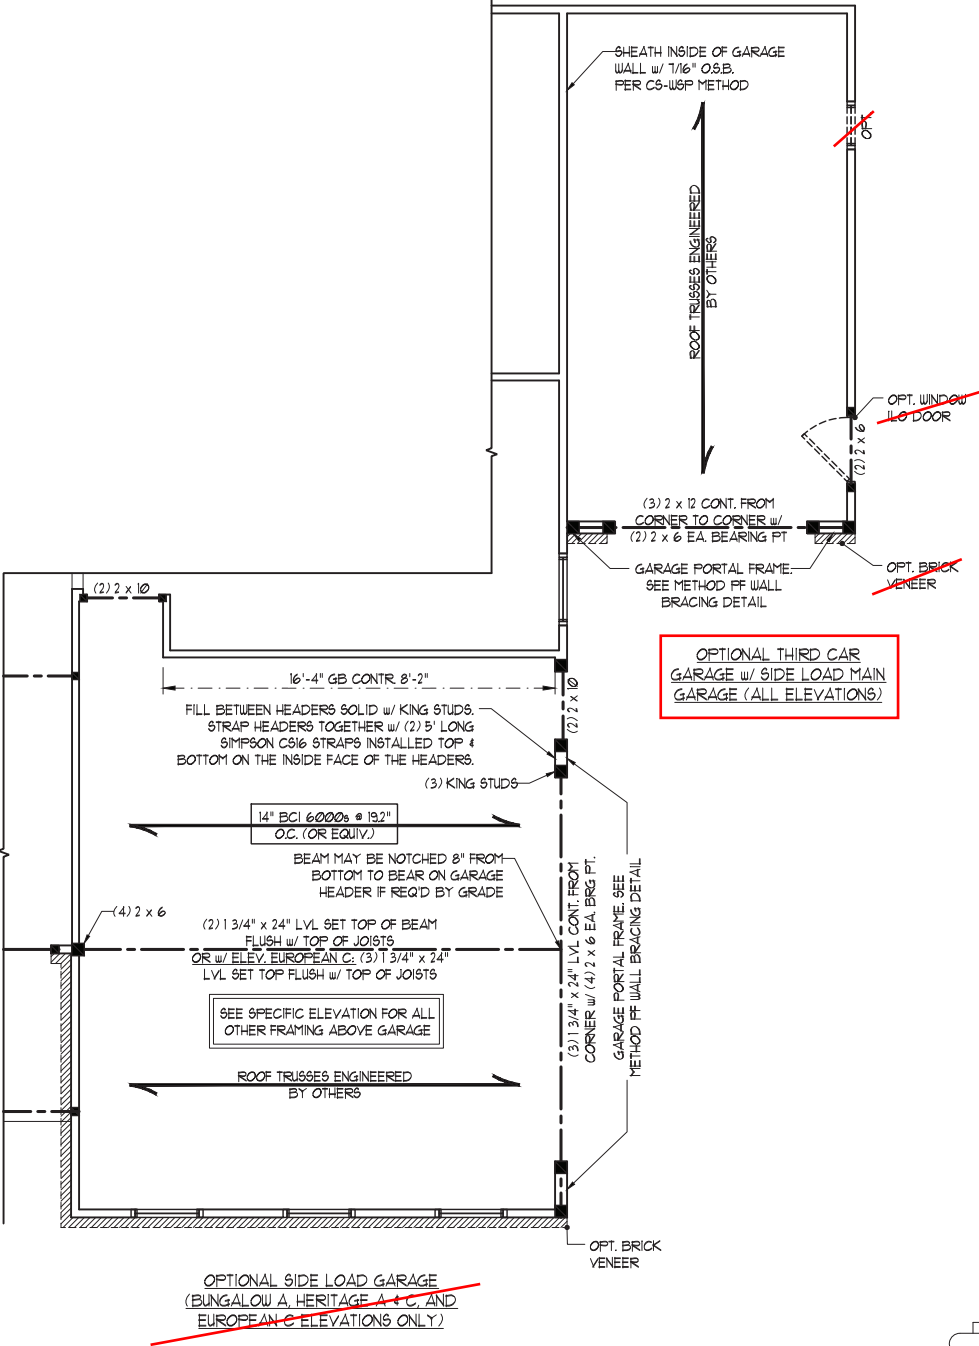 SHEATH INSIDE OF GARAGE
WALL w/ 7/16" O.S.B.
PER CS-WSP METHOD
OPT.
ROOF TRUSSES ENGINEERED
BY OTHERS
OPT. WINDOW
ILO DOOR
(2) 2 x 6
(3) 2 x 12 CONT. FROM
CORNER TO CORNER w/
(2) 2 x 6 EA. BEARING PT
GARAGE PORTAL FRAME.
SEE METHOD PF WALL
BRACING DETAIL
OPT. BRICK
VENEER
(2) 2 x 10
OPTIONAL THIRD CAR
GARAGE w/ SIDE LOAD MAIN
GARAGE (ALL ELEVATIONS)
16'-4" GB CONTR. 8'-2"
(2) 2 x 10
FILL BETWEEN HEADERS SOLID w/ KING STUDS.
STRAP HEADERS TOGETHER w/ (2) 5' LONG
SIMPSON CS16 STRAPS INSTALLED TOP &
BOTTOM ON THE INSIDE FACE OF THE HEADERS.
(3) KING STUDS
14" BCI 6000s @ 19.2"
O.C. (OR EQUIV.)
BEAM MAY BE NOTCHED 8" FROM
BOTTOM TO BEAR ON GARAGE
HEADER IF REQ'D BY GRADE
(4) 2 x 6
(2) 1 3/4" x 24" LVL SET TOP OF BEAM
FLUSH w/ TOP OF JOISTS
OR w/ ELEV. EUROPEAN C: (3) 1 3/4" x 24"
LVL SET TOP FLUSH w/ TOP OF JOISTS
(3) 1 3/4" x 24" LVL CONT. FROM
CORNER w/ (4) 2 x 6 EA. BRG PT.
GARAGE PORTAL FRAME. SEE
METHOD PF WALL BRACING DETAIL
SEE SPECIFIC ELEVATION FOR ALL
OTHER FRAMING ABOVE GARAGE
ROOF TRUSSES ENGINEERED
BY OTHERS
OPT. BRICK
VENEER
OPTIONAL SIDE LOAD GARAGE
(BUNGALOW A, HERITAGE A & C, AND
EUROPEAN C ELEVATIONS ONLY)